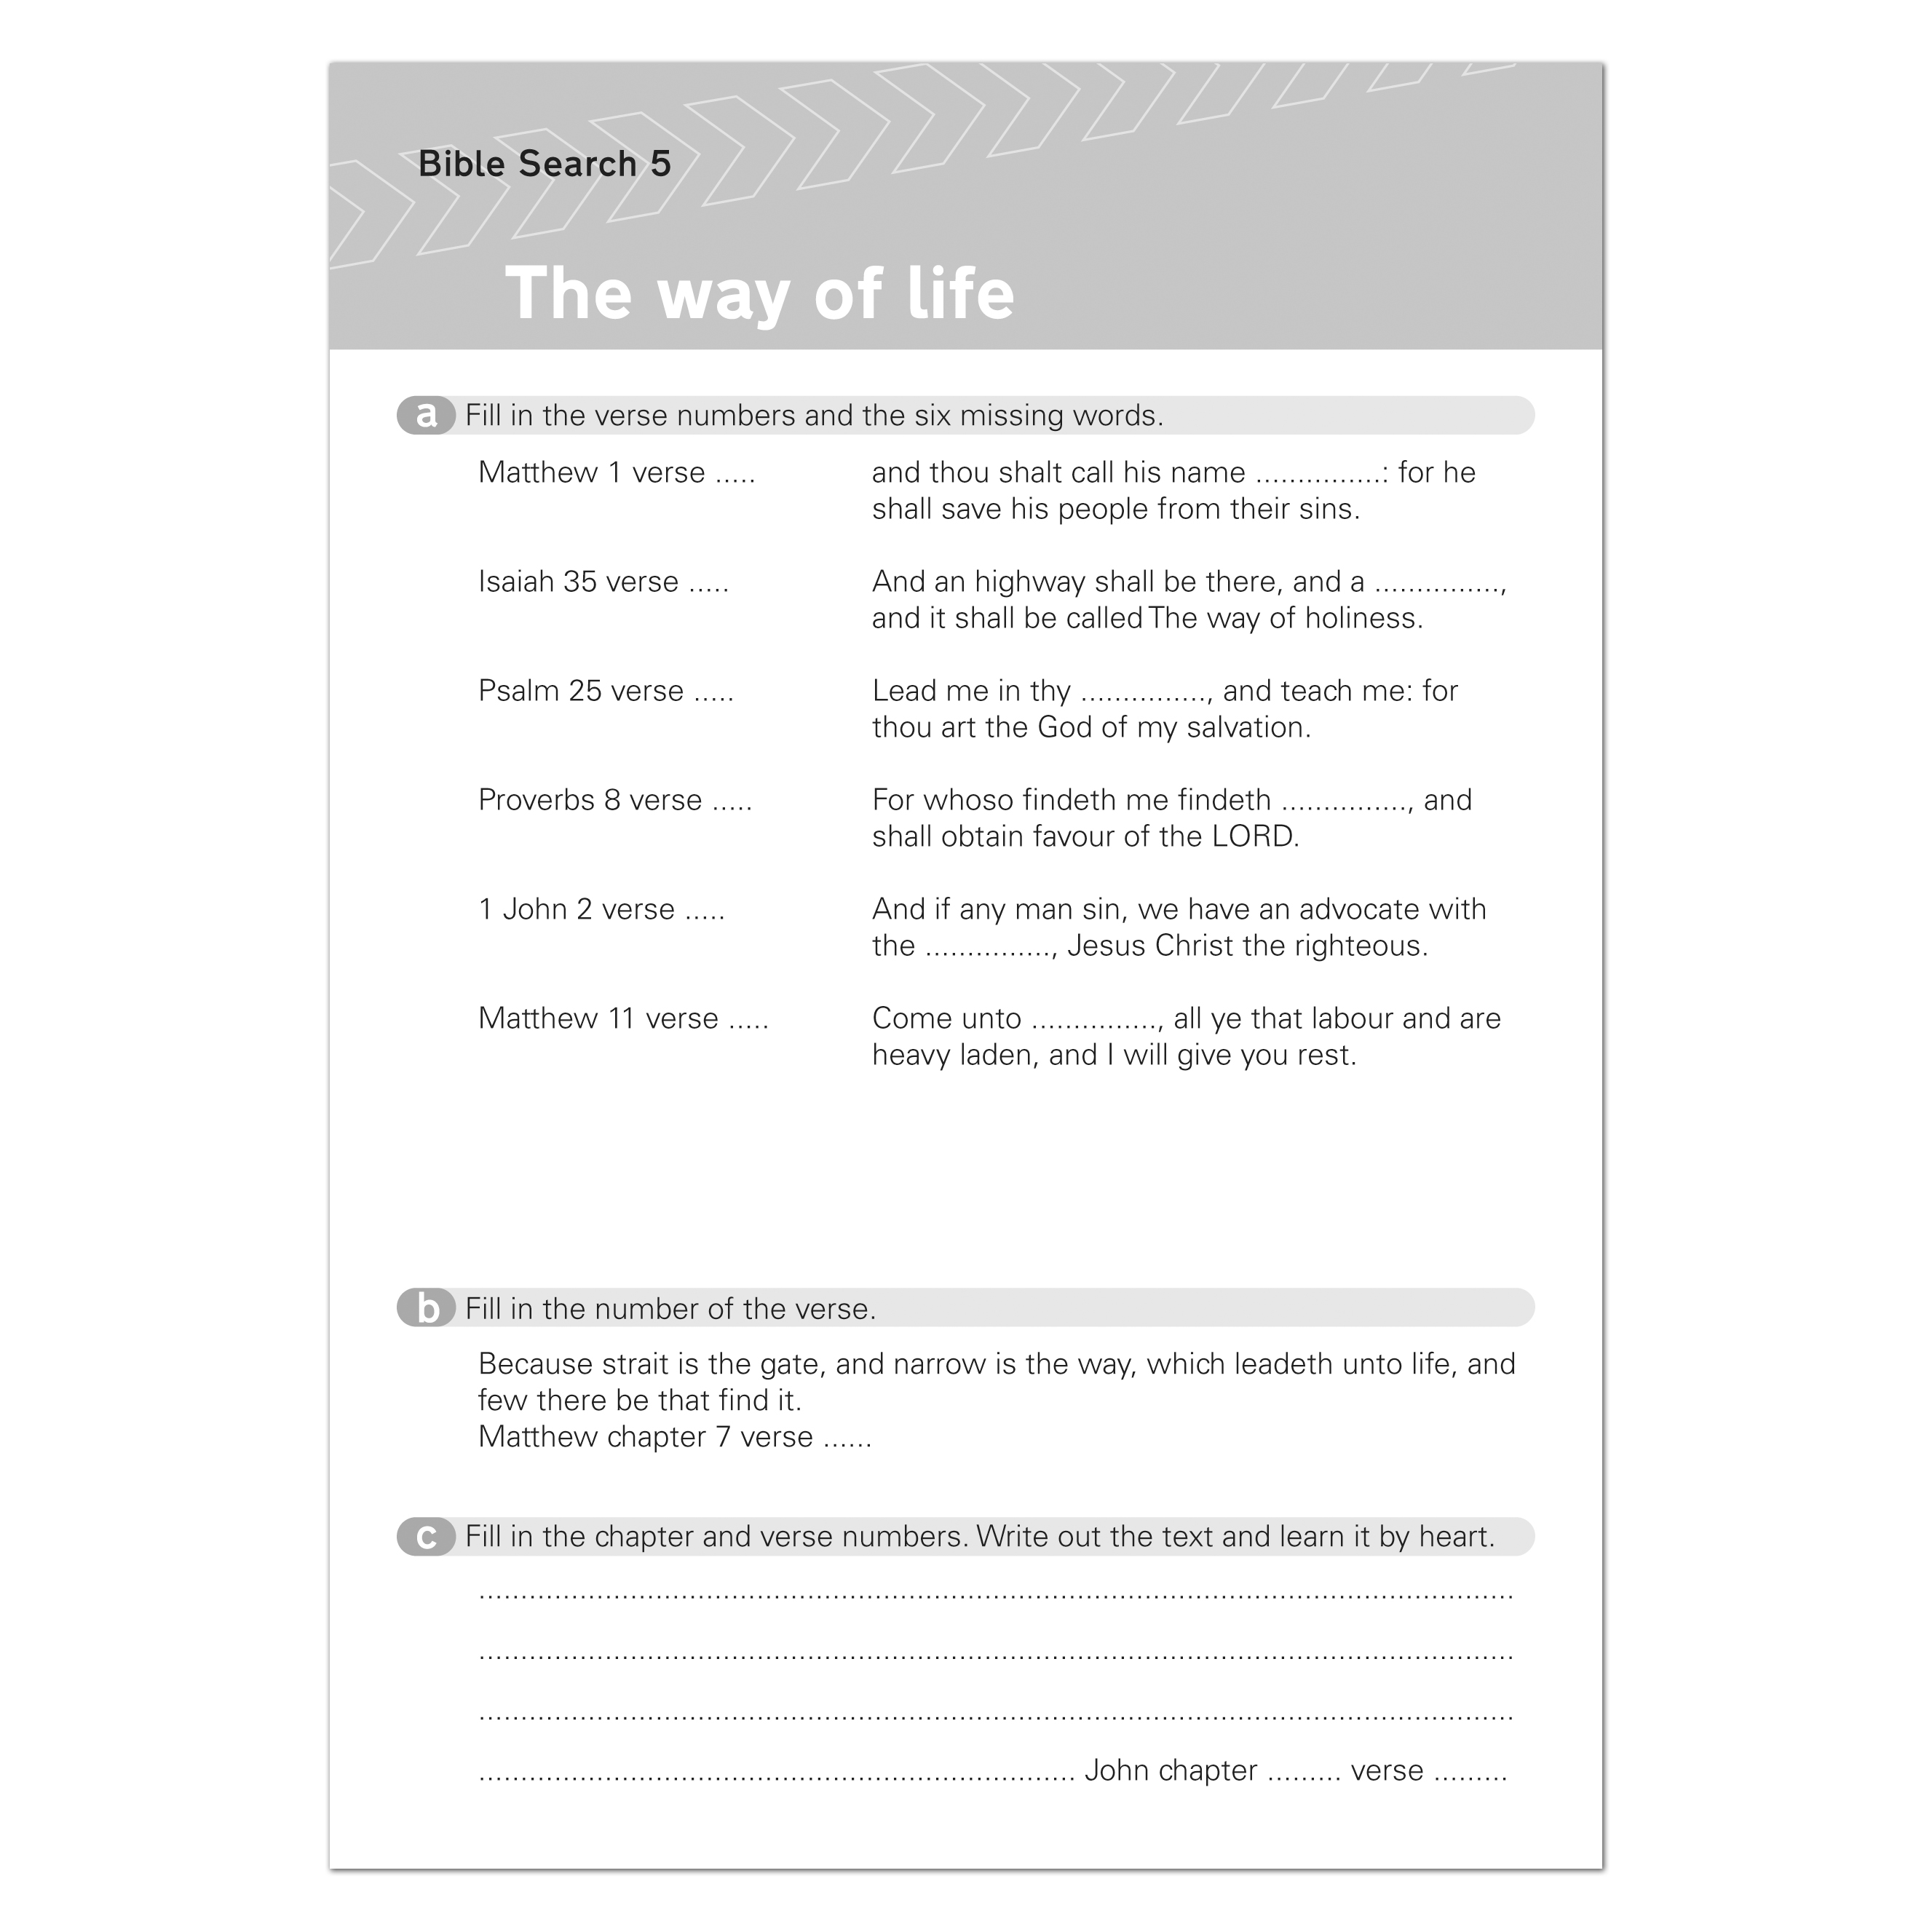 Bible Search 5
The way of life
a Fill in the verse numbers and the six missing words.
Matthew 1 verse ..... and thou shalt call his name ...............: for he
shall save his people from their sins.
Isaiah 35 verse ..... And an highway shall be there, and a ...............,
and it shall be called The way of holiness.
Psalm 25 verse ..... Lead me in thy ..............., and teach me: for
thou art the God of my salvation.
Proverbs 8 verse ..... For whoso findeth me findeth ..............., and
shall obtain favour of the LORD.
1 John 2 verse ..... And if any man sin, we have an advocate with
the ..............., Jesus Christ the righteous.
Matthew 11 verse ..... Come unto ..............., all ye that labour and are
heavy laden, and I will give you rest.
b Fill in the number of the verse.
Because strait is the gate, and narrow is the way, which leadeth unto life, and
few there be that find it.
Matthew chapter 7 verse ......
c Fill in the chapter and verse numbers. Write out the text and learn it by heart.
...........................................................................................................................
...........................................................................................................................
...........................................................................................................................
....................................................................... John chapter ......... verse .........